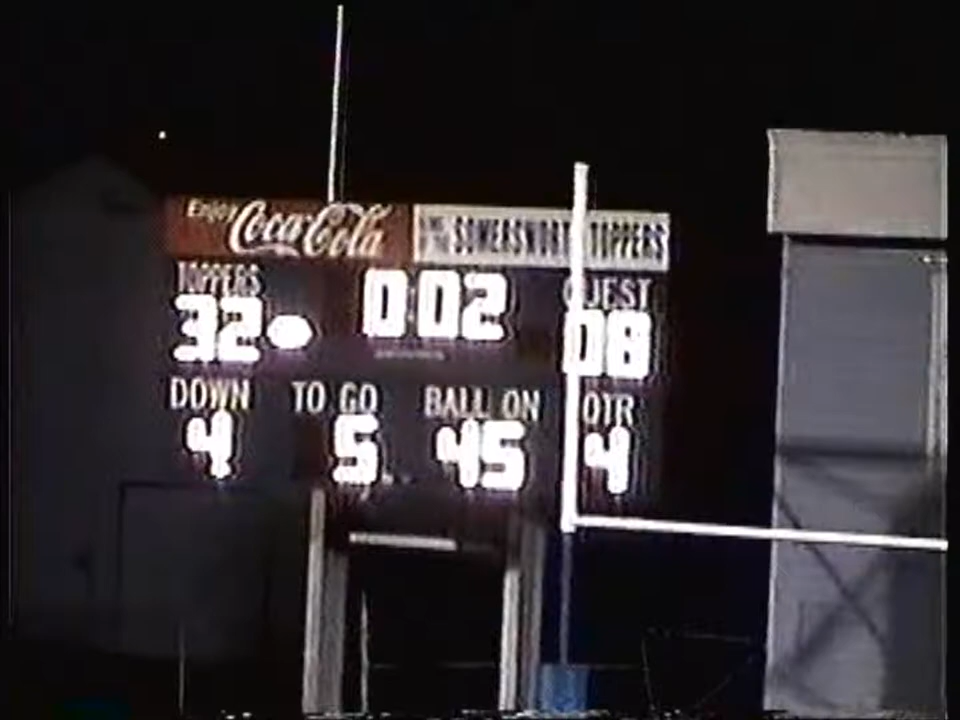 Enjoy Coca-Cola
SOMERSWORTH TOPPERS
TOPPERS GUEST
32 0:02 08
DOWN TO GO BALL ON QTR
4 5 45 4